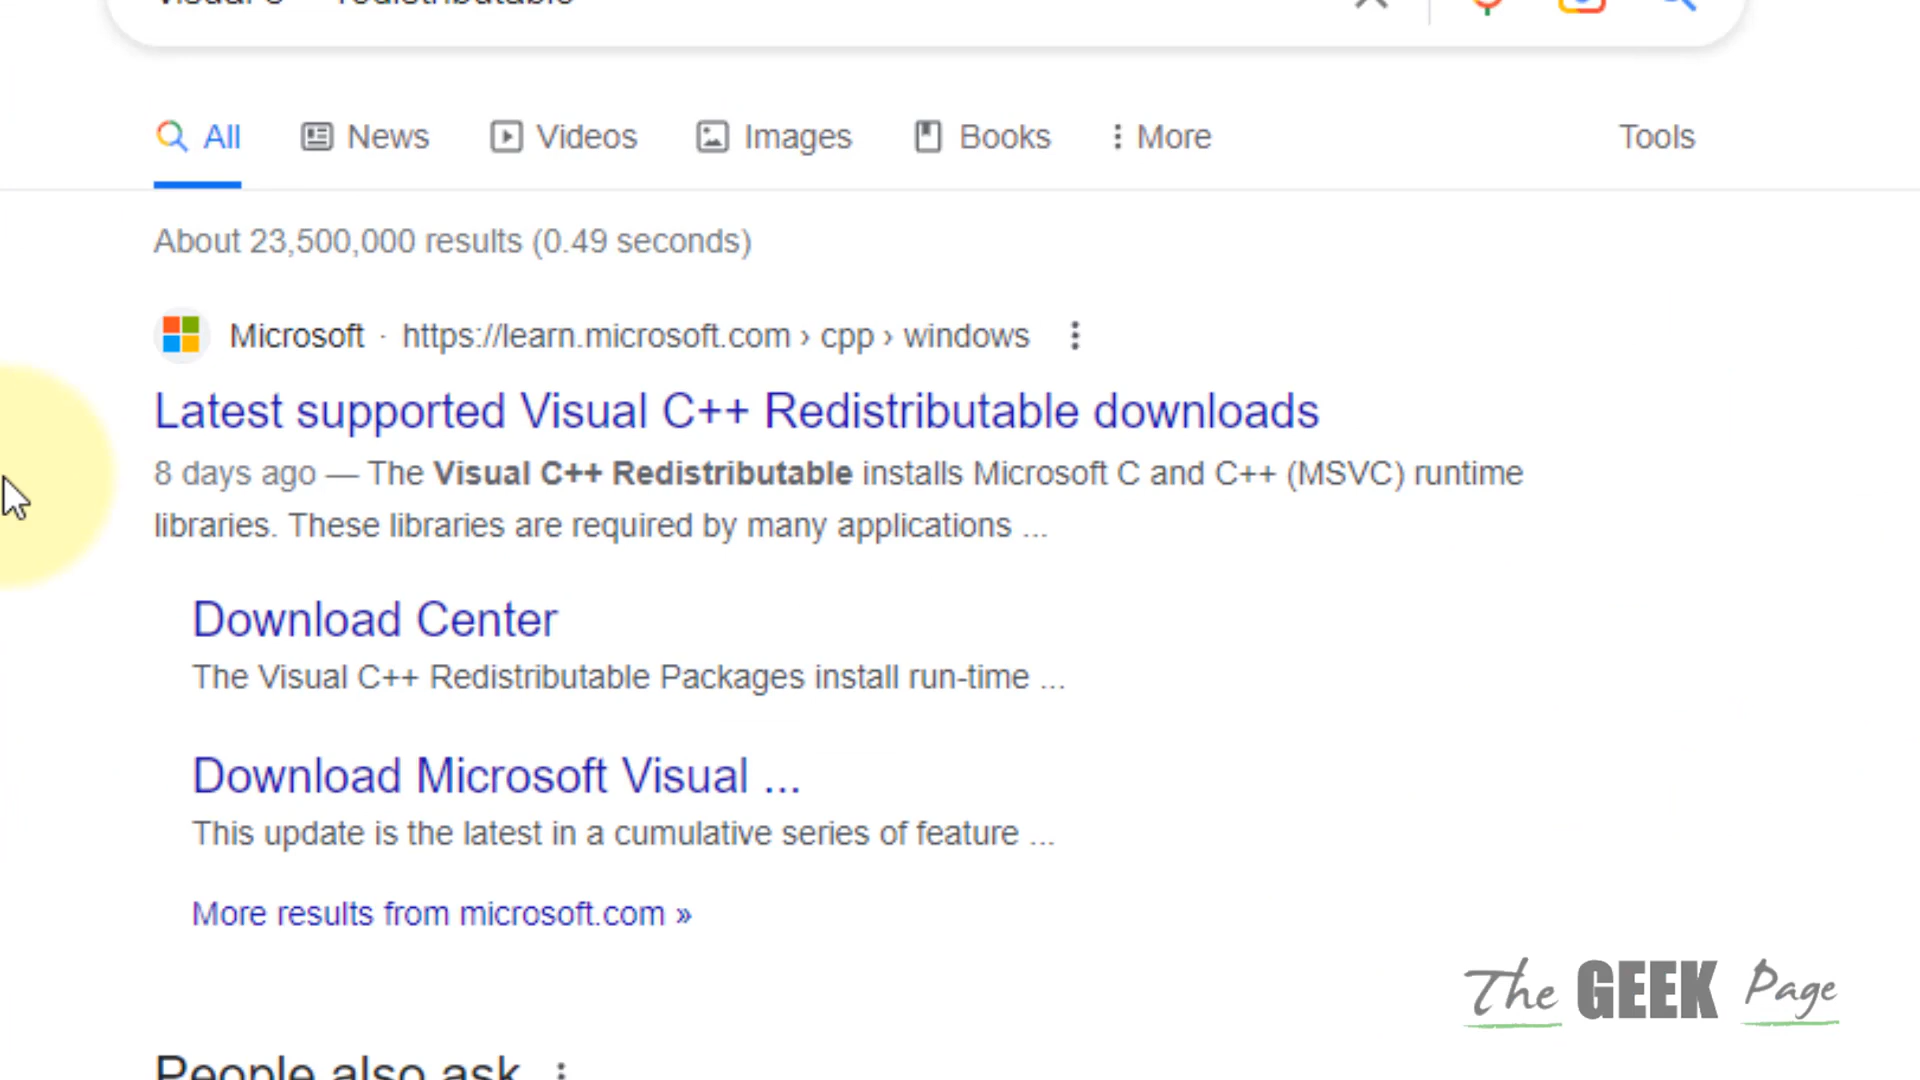 redistributable
All
News
Videos
Images
Books
More
Tools
About 23,500,000 results (0.49 seconds)
Microsoft · https://learn.microsoft.com › cpp › windows
Latest supported Visual C++ Redistributable downloads
8 days ago — The Visual C++ Redistributable installs Microsoft C and C++ (MSVC) runtime
libraries. These libraries are required by many applications ...
Download Center
The Visual C++ Redistributable Packages install run-time ...
Download Microsoft Visual ...
This update is the latest in a cumulative series of feature ...
More results from microsoft.com »
The GEEK Page
People also ask